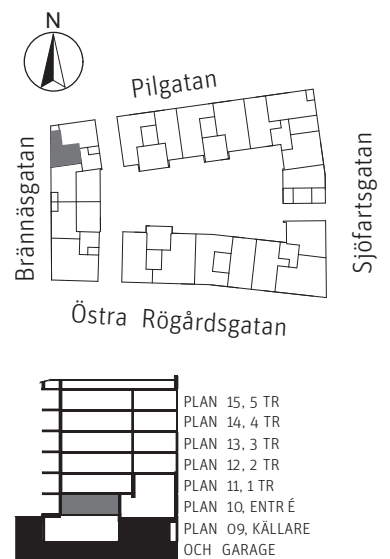 N
Pilgatan
Brännäsgatan
Sjöfartsgatan
Östra Rögårdsgatan
PLAN 15, 5 TR
PLAN 14, 4 TR
PLAN 13, 3 TR
PLAN 12, 2 TR
PLAN 11, 1 TR
PLAN 10, ENTRÉ
PLAN 09, KÄLLARE
OCH GARAGE